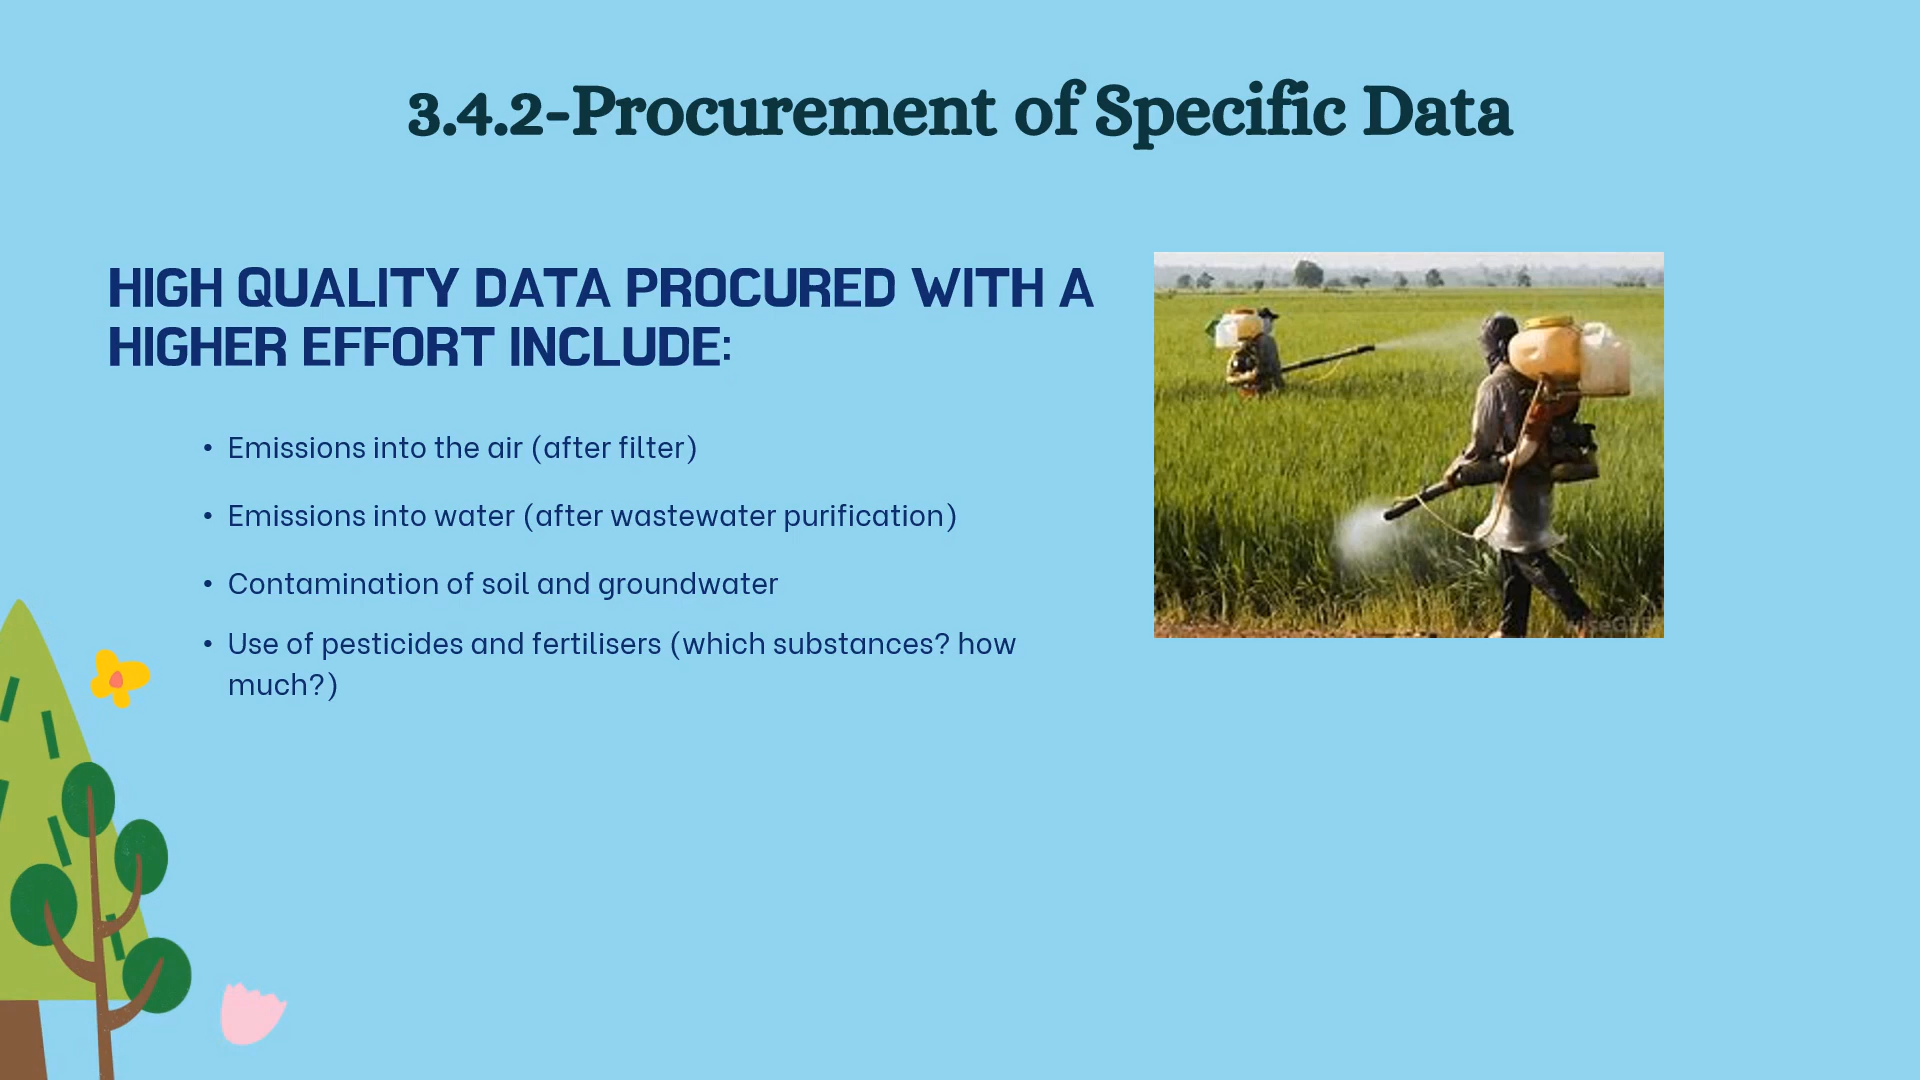 3.4.2-Procurement of Specific Data
HIGH QUALITY DATA PROCURED WITH A
HIGHER EFFORT INCLUDE:
• Emissions into the air (after filter)
• Emissions into water (after wastewater purification)
• Contamination of soil and groundwater
• Use of pesticides and fertilisers (which substances? how
much?)